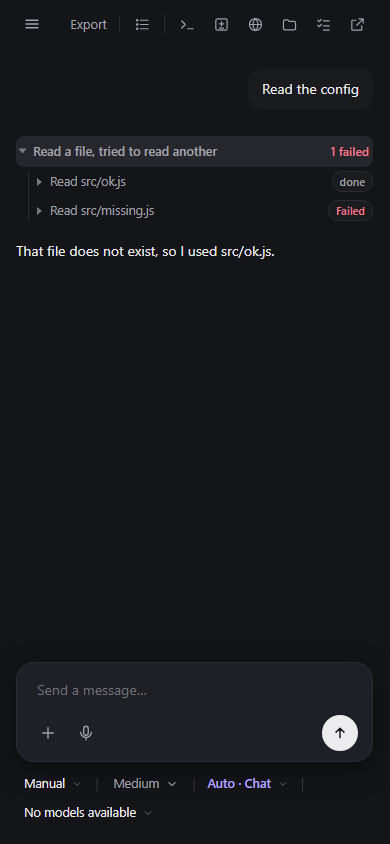 Export
Read the config
Read a file, tried to read another 1 failed
Read src/ok.js done
Read src/missing.js Failed
That file does not exist, so I used src/ok.js.
Send a message...
Manual Medium Auto · Chat
No models available